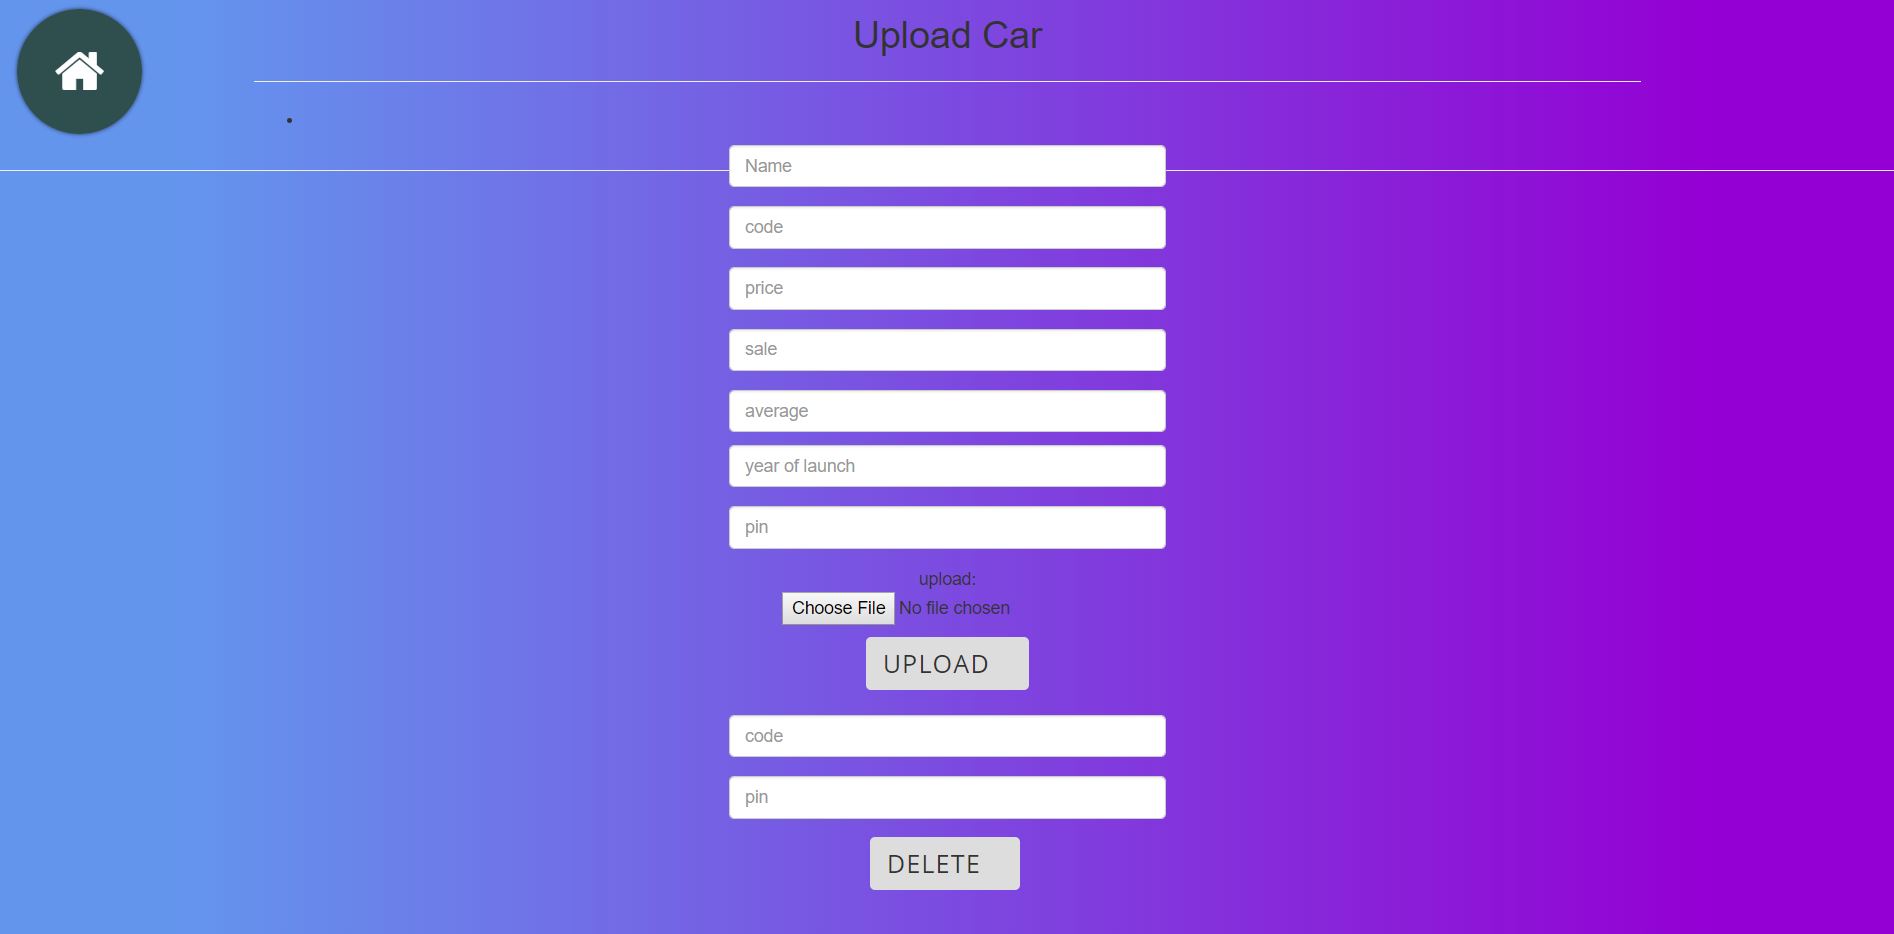 Upload Car
Name
code
price
sale
average
year of launch
pin
upload:
Choose File No file chosen
UPLOAD
code
pin
DELETE